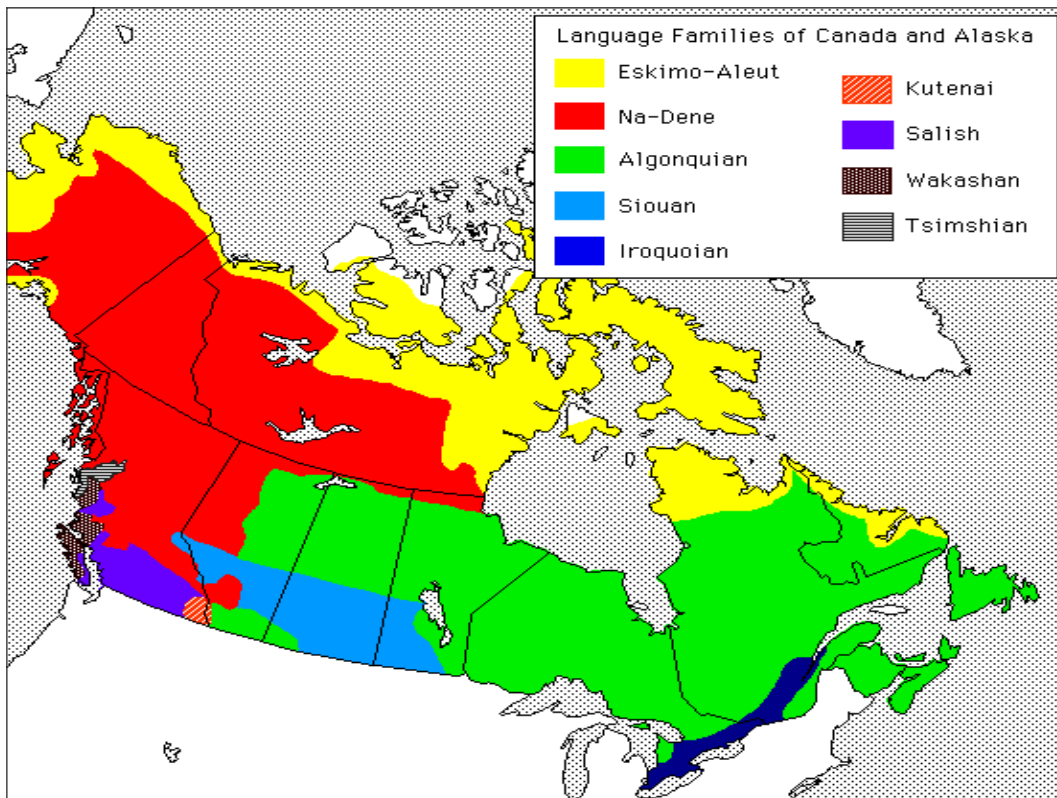 Language Families of Canada and Alaska
Eskimo-Aleut
Na-Dene
Algonquian
Siouan
Iroquoian
Kutenai
Salish
Wakashan
Tsimshian